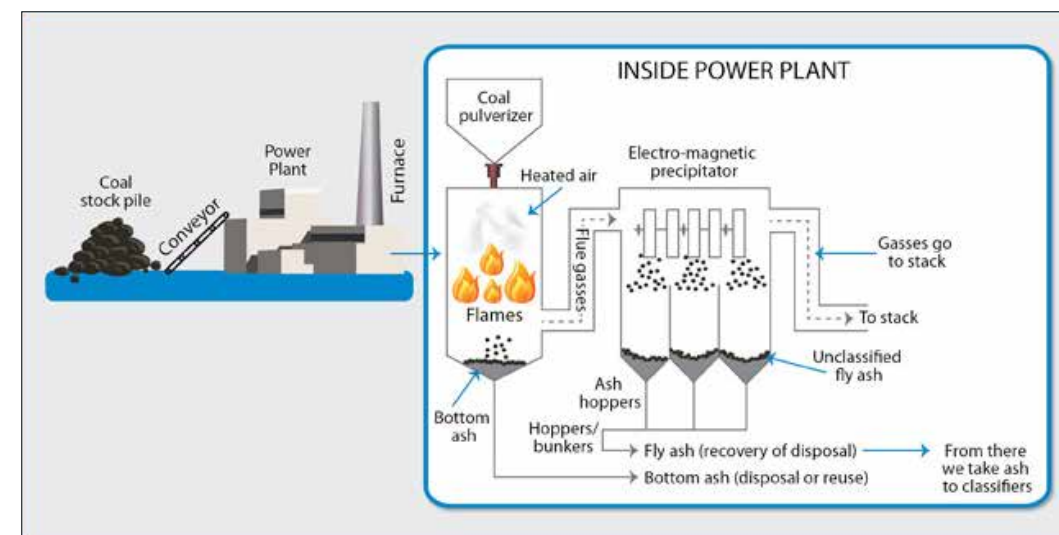 INSIDE POWER PLANT
Coal
pulverizer
Electro-magnetic
precipitator
Heated air
Power
Plant
Furnace
Coal
stock pile
Conveyor
Flue gasses
Gasses go
to stack
Flames
To stack
Unclassified
fly ash
Ash
hoppers
Bottom
ash
Hoppers/
bunkers
Fly ash (recovery of disposal)
From there
we take ash
to classifiers
Bottom ash (disposal or reuse)